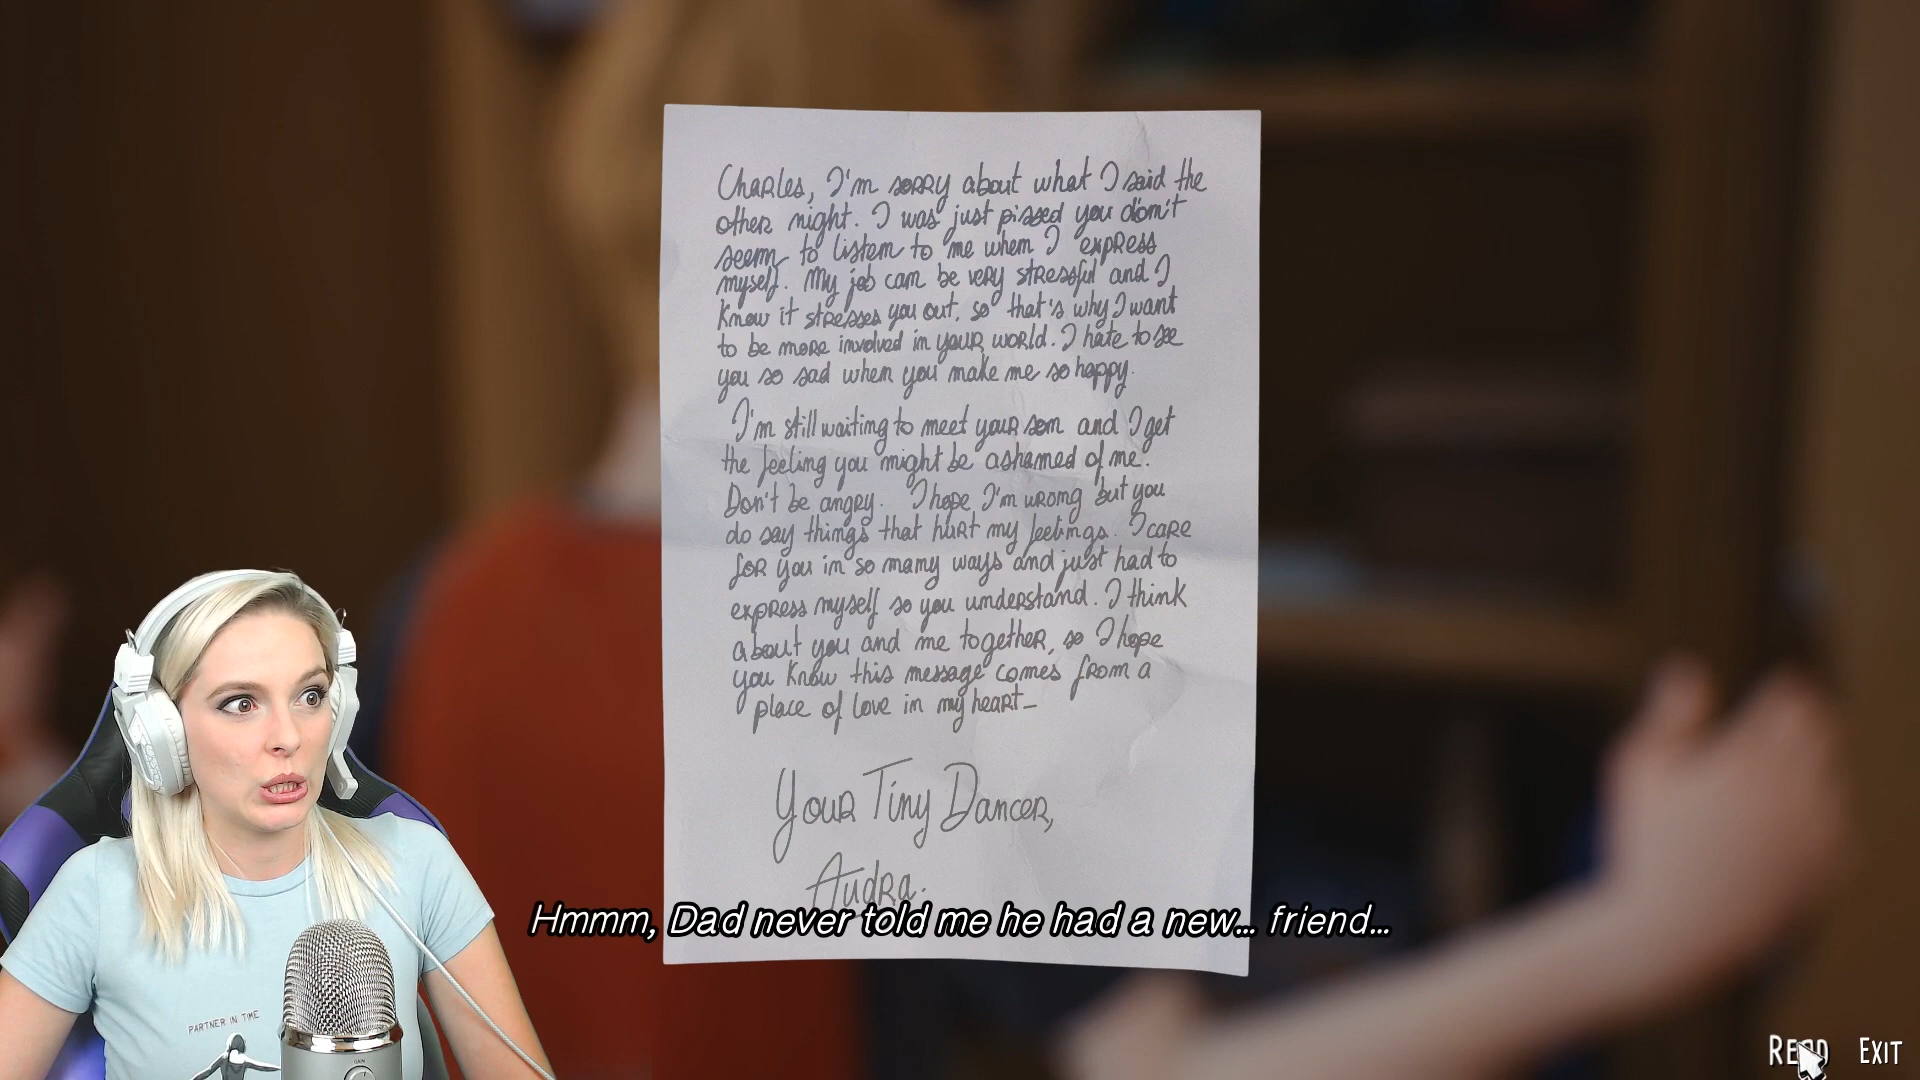 Charles, I'm sorry about what I said the
other night. I was just pissed you don't
seem to listen to me when I express
myself. My job can be very stressful and I
know it stresses you out, so that's why I want
to be more involved in your world. I hate to see
you so sad when you make me so happy.
I'm still waiting to meet your son and I get
the feeling you might be ashamed of me.
Don't be angry. I hope I'm wrong but you
do say things that hurt my feelings. I care
for you in so many ways and just had to
express myself so you understand. I think
about you and me together, so I hope
you know this message comes from a
place of love in my heart_
Your Tiny Dancer,
Audra.
Hmmm, Dad never told me he had a new... friend...
PARTNER IN TIME
GAIN
READ EXIT